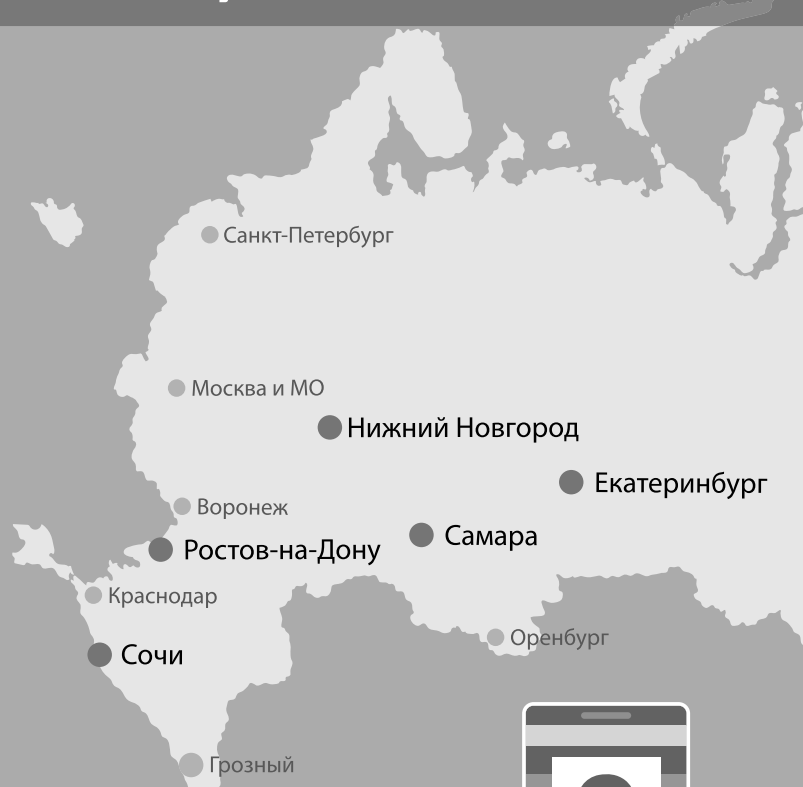 Санкт-Петербург
Москва и МО
Нижний Новгород
Екатеринбург
Воронеж
Самара
Ростов-на-Дону
Краснодар
Оренбург
Сочи
Грозный